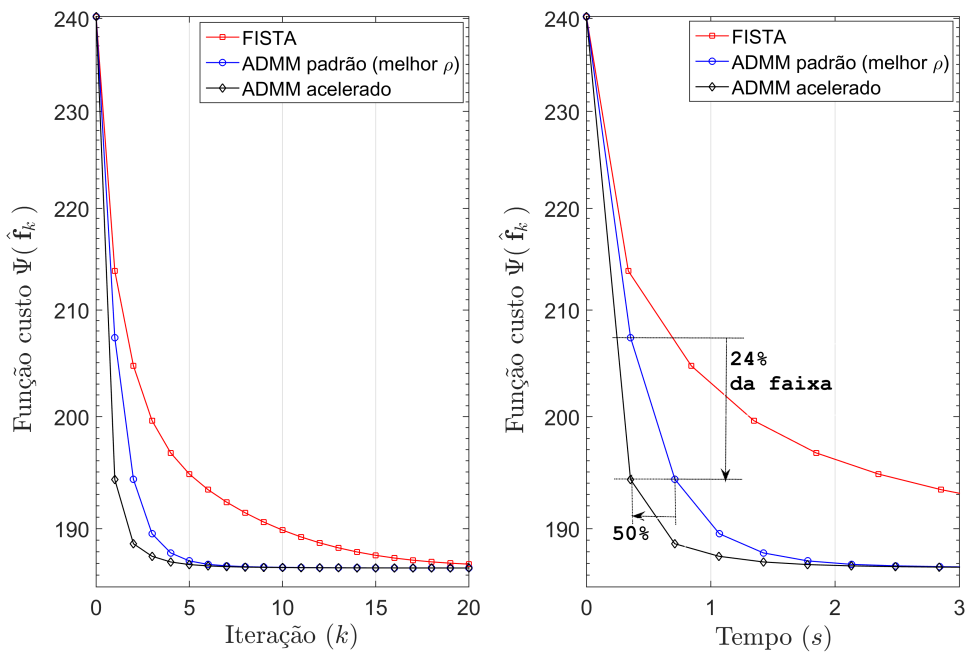 240
230
220
210
200
190
0
5
10
15
20
Função custo Ψ( f̂k )
Iteração (k)
FISTA
ADMM padrão (melhor ρ)
ADMM acelerado
240
230
220
210
200
190
0
1
2
3
Função custo Ψ( f̂k )
Tempo (s)
FISTA
ADMM padrão (melhor ρ)
ADMM acelerado
24%
da faixa
50%